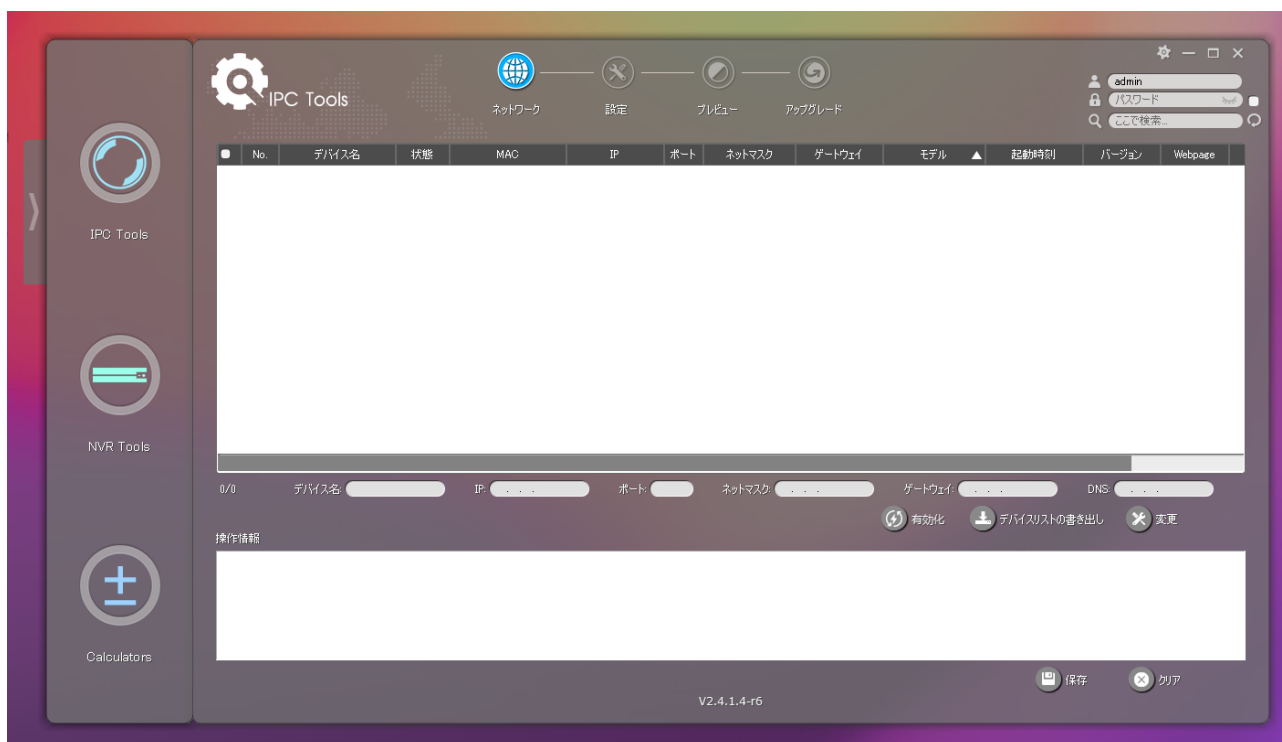 IPC Tools
ネットワーク
設定
プレビュー
アップグレード
admin
パスワード
ここで検索...
No. デバイス名 状態 MAC IP ポート ネットマスク ゲートウェイ モデル 起動時刻 バージョン Webpage
IPC Tools
NVR Tools
Calculators
0/0 デバイス名: IP: . . . ポート: ネットマスク: . . . ゲートウェイ: . . . DNS: . . .
有効化 デバイスリストの書き出し 変更
操作情報
保存 クリア
V2.4.1.4-r6